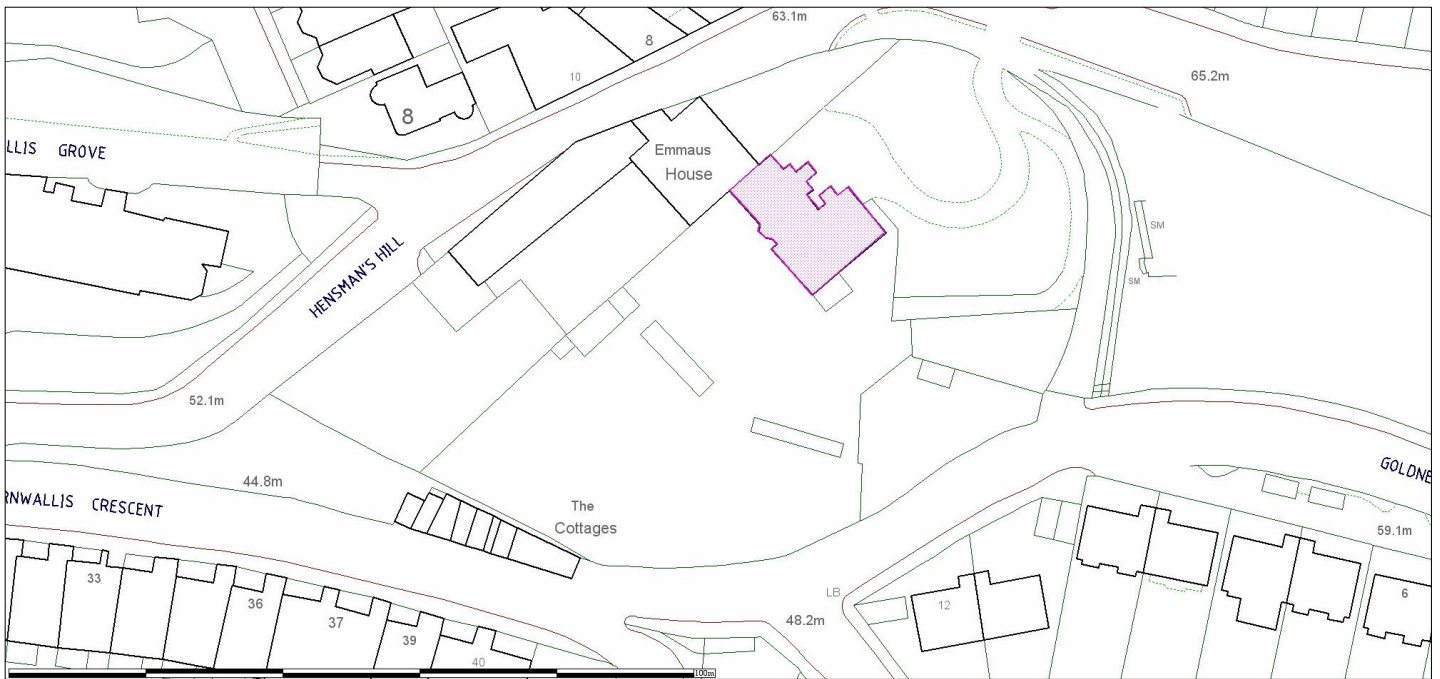 63.1m
8
10
65.2m
8
LLIS GROVE
Emmaus
House
SM
HENSMAN'S HILL
SM
52.1m
GOLDNE
44.8m
RNWALLIS CRESCENT
The
Cottages
59.1m
33
36
37
39
40
LB
12
6
48.2m
100m